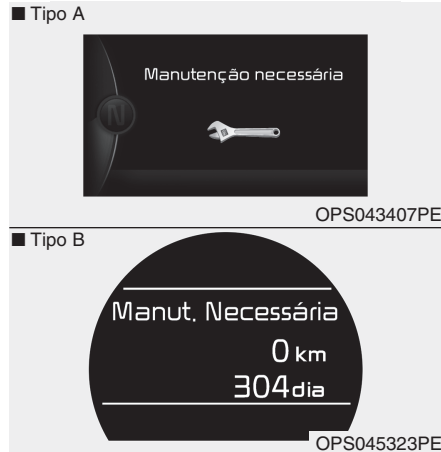 ■ Tipo A
Manutenção necessária
N
OPS043407PE
■ Tipo B
Manut. Necessária
0 km
304 dia
OPS045323PE